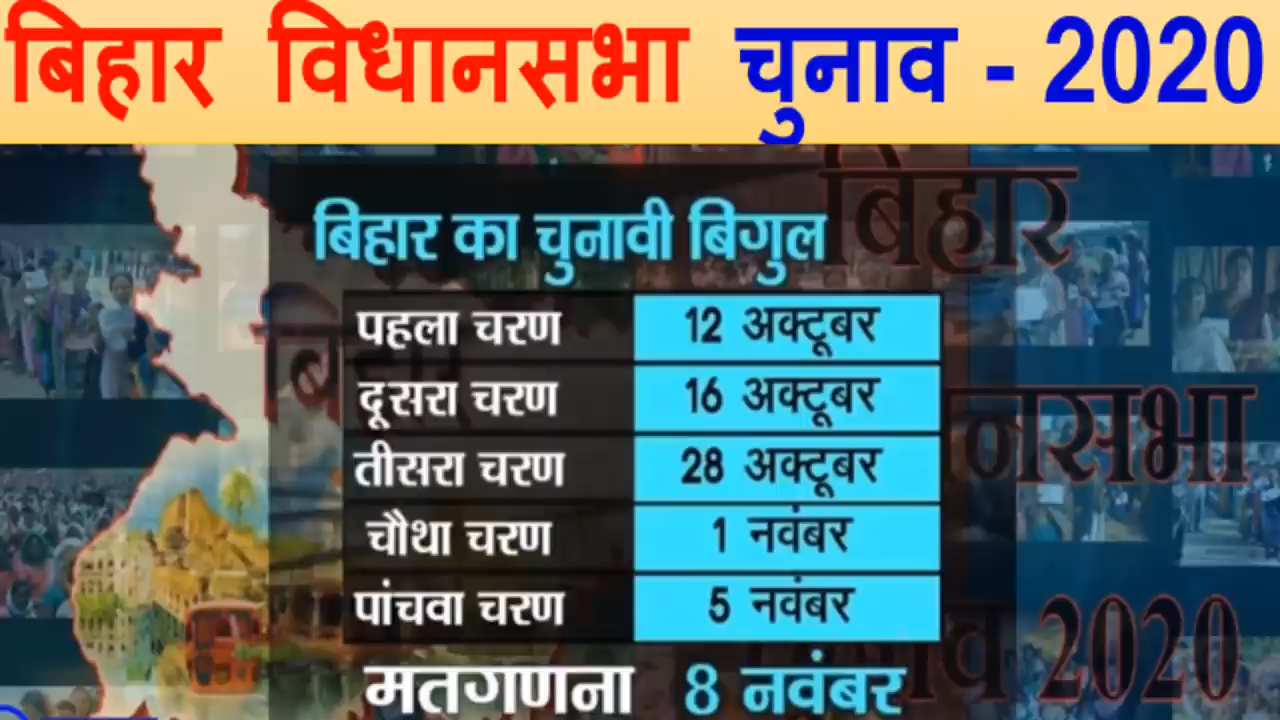 बिहार विधानसभा चुनाव - 2020
बिहार
बिहार का चुनावी बिगुल
पहला चरण 12 अक्टूबर
दूसरा चरण 16 अक्टूबर
तीसरा चरण 28 अक्टूबर
चौथा चरण 1 नवंबर
पांचवा चरण 5 नवंबर
2020
मतगणना 8 नवंबर